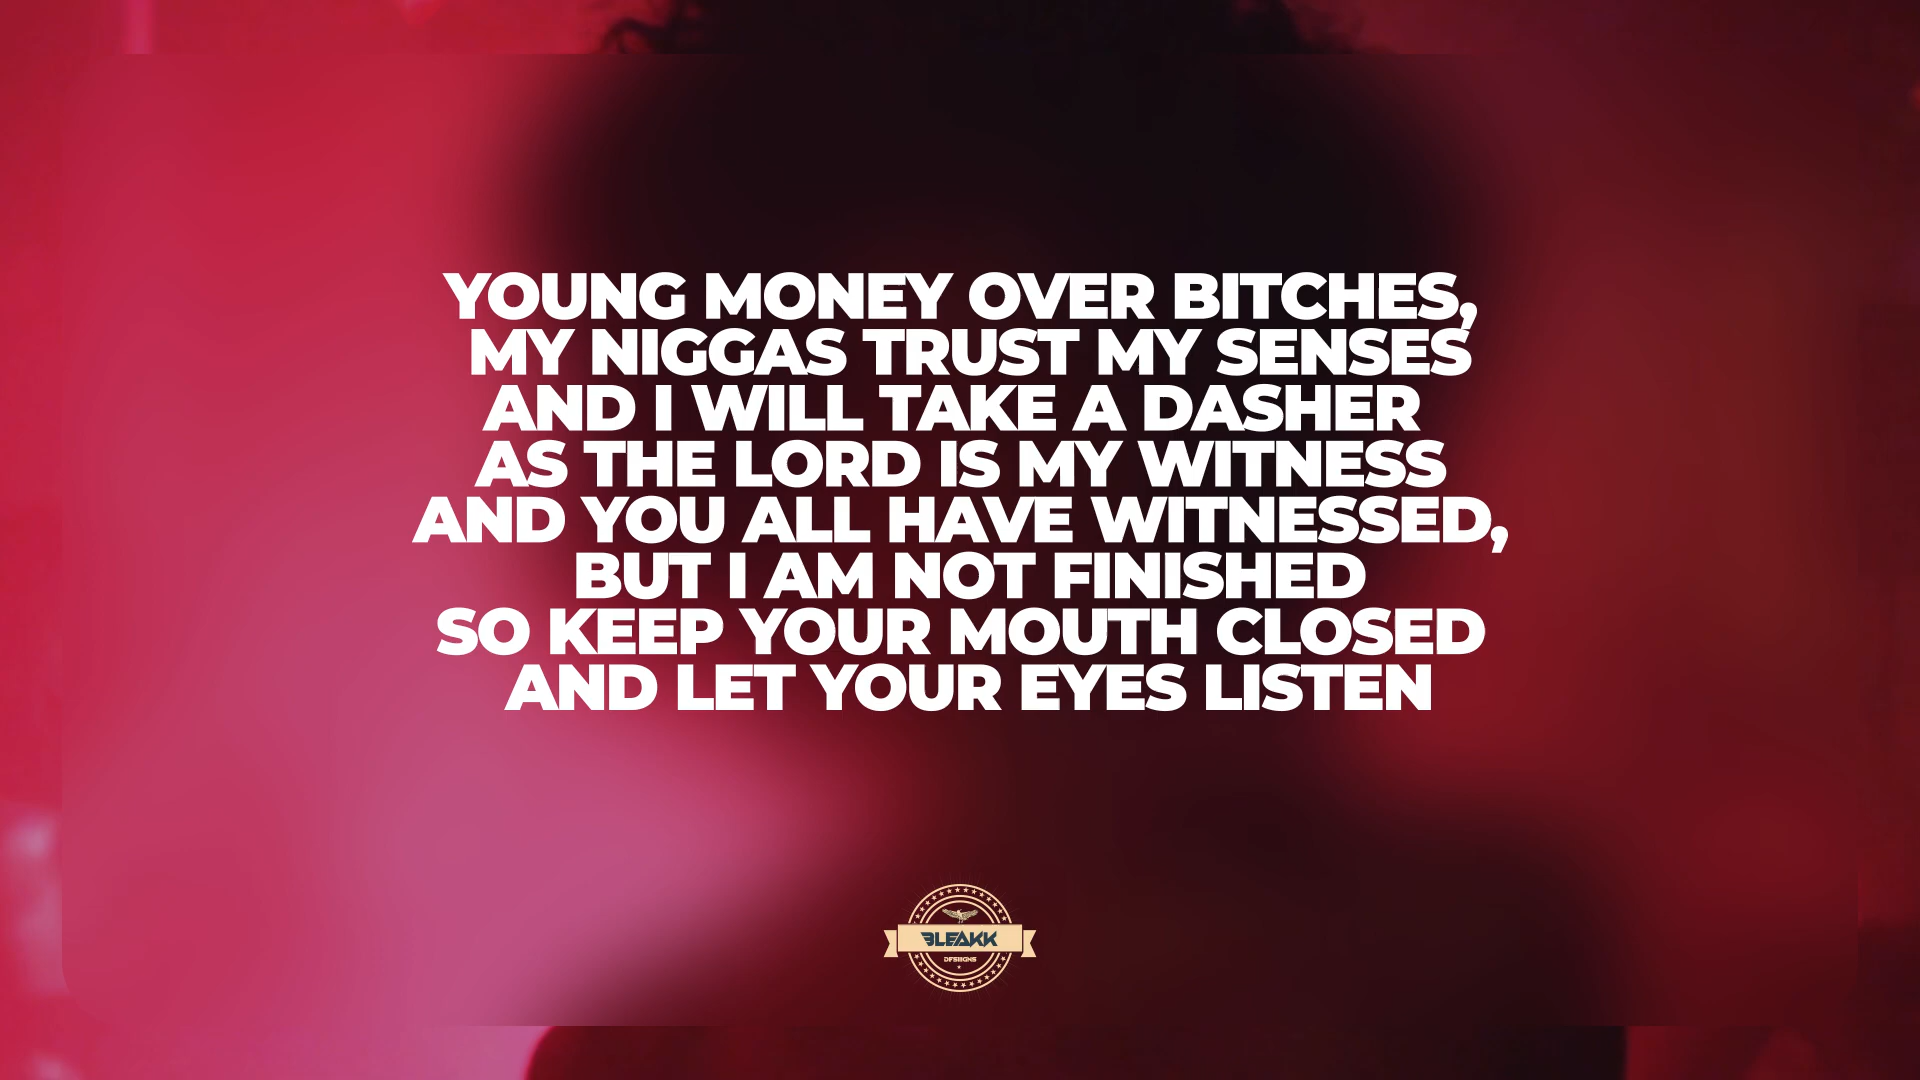 YOUNG MONEY OVER BITCHES,
MY NIGGAS TRUST MY SENSES
AND I WILL TAKE A DASHER
AS THE LORD IS MY WITNESS
AND YOU ALL HAVE WITNESSED,
BUT I AM NOT FINISHED
SO KEEP YOUR MOUTH CLOSED
AND LET YOUR EYES LISTEN
BLEAKK
DFSIIGNS